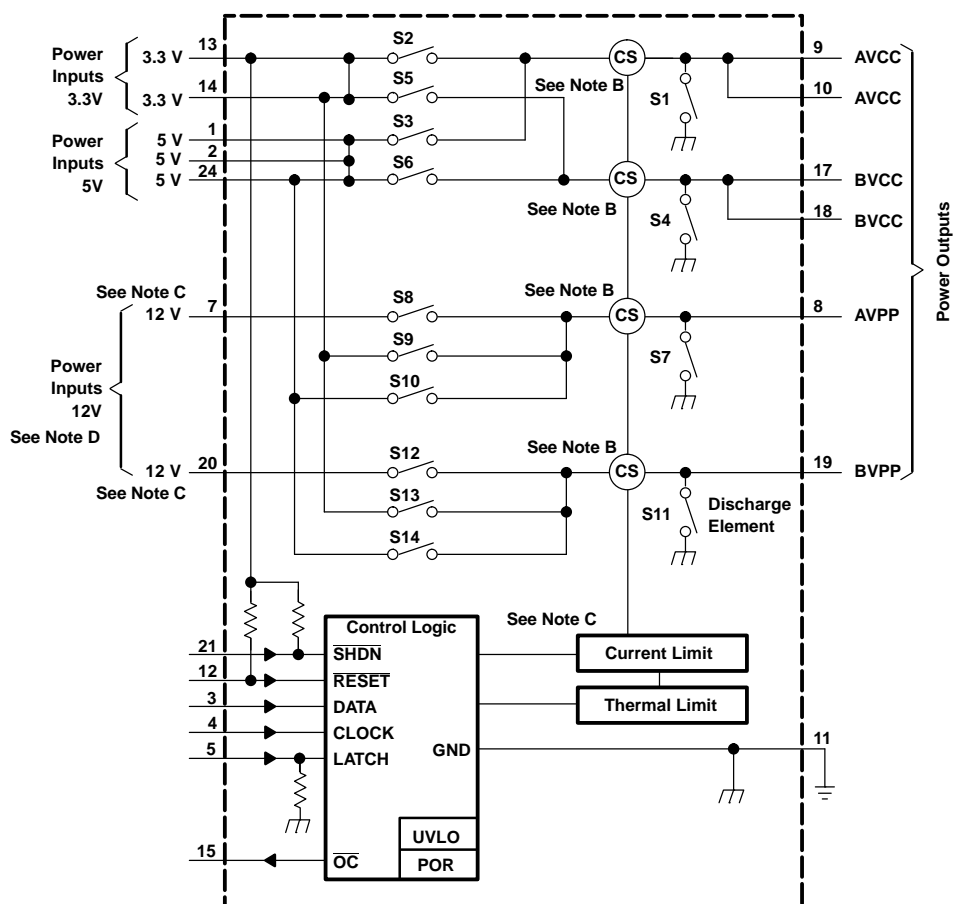 Power
Inputs
3.3V
3.3 V
13
3.3 V
14
Power
Inputs
5V
5 V
1
5 V
2
5 V
24
S2
S5
S3
S6
CS
See Note B
CS
See Note B
S1
S4
9
AVCC
10
AVCC
17
BVCC
18
BVCC
Power Outputs
See Note C
12 V
7
Power
Inputs
12V
See Note D
12 V
20
See Note C
S8
S9
S10
See Note B
CS
S7
8
AVPP
S12
S13
S14
See Note B
CS
S11
Discharge
Element
19
BVPP
Control Logic
21
SHDN
12
RESET
3
DATA
4
CLOCK
5
LATCH
15
OC
GND
UVLO
POR
See Note C
Current Limit
Thermal Limit
11